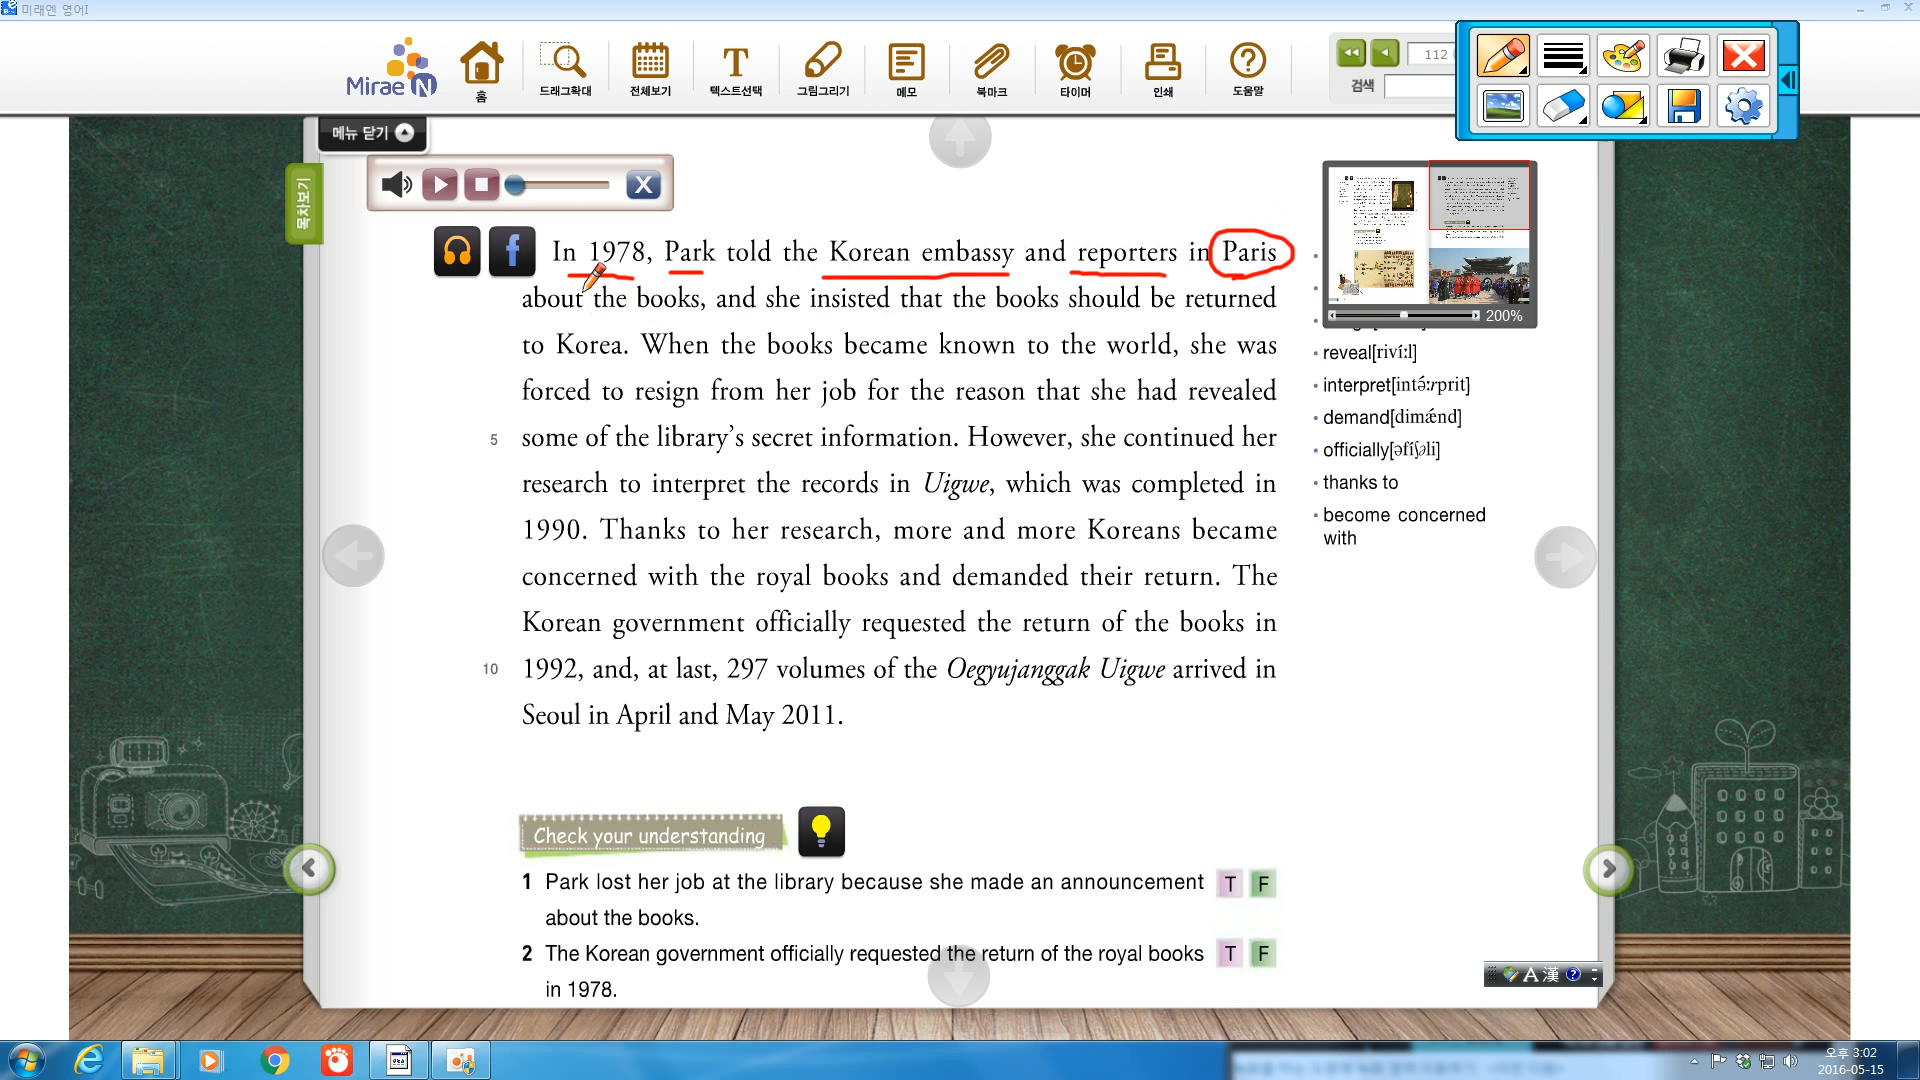 미래엔 영어I
Mirae N
홈
드래그확대
전체보기
텍스트선택
그림그리기
메모
북마크
타이머
인쇄
도움말
112
검색
메뉴 닫기
목차보기
X
In 1978, Park told the Korean embassy and reporters in Paris
about the books, and she insisted that the books should be returned
to Korea. When the books became known to the world, she was
forced to resign from her job for the reason that she had revealed
5 some of the library’s secret information. However, she continued her
research to interpret the records in Uigwe, which was completed in
1990. Thanks to her research, more and more Koreans became
concerned with the royal books and demanded their return. The
Korean government officially requested the return of the books in
10 1992, and, at last, 297 volumes of the Oegyujanggak Uigwe arrived in
Seoul in April and May 2011.
200%
• reveal[riví:l]
• interpret[intə́:rprit]
• demand[dimǽnd]
• officially[əfíʃəli]
• thanks to
• become concerned
with
Check your understanding
1 Park lost her job at the library because she made an announcement T F
about the books.
2 The Korean government officially requested the return of the royal books T F
in 1978.
A 漢
오후 3:02
2016-05-15